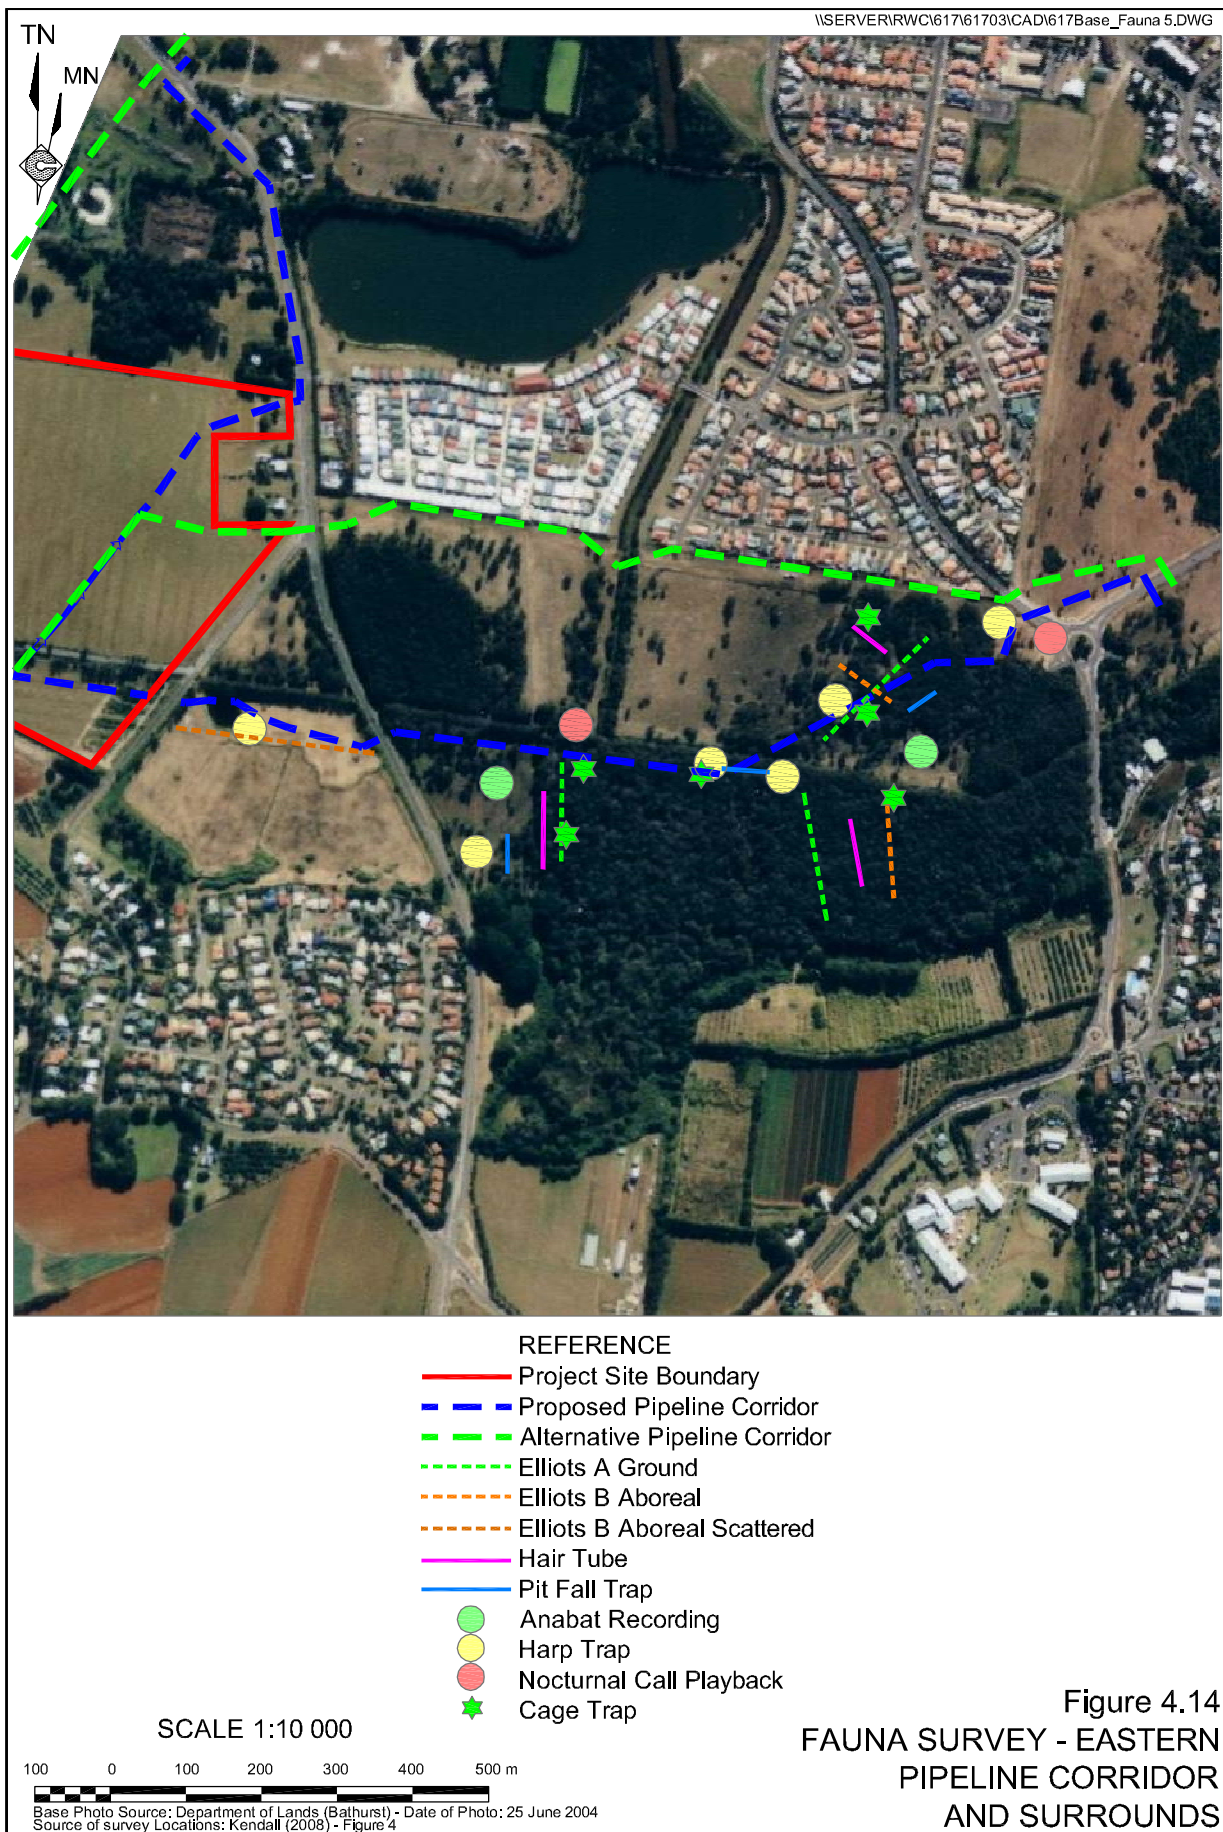 \\SERVER\RWC\617\61703\CAD\617Base_Fauna 5.DWG
TN
MN
REFERENCE
Project Site Boundary
Proposed Pipeline Corridor
Alternative Pipeline Corridor
Elliots A Ground
Elliots B Aboreal
Elliots B Aboreal Scattered
Hair Tube
Pit Fall Trap
Anabat Recording
Harp Trap
Nocturnal Call Playback
Cage Trap
SCALE 1:10 000
100 0 100 200 300 400 500 m
Base Photo Source: Department of Lands (Bathurst) - Date of Photo: 25 June 2004
Source of survey Locations: Kendall (2008) - Figure 4
Figure 4.14
FAUNA SURVEY - EASTERN
PIPELINE CORRIDOR
AND SURROUNDS